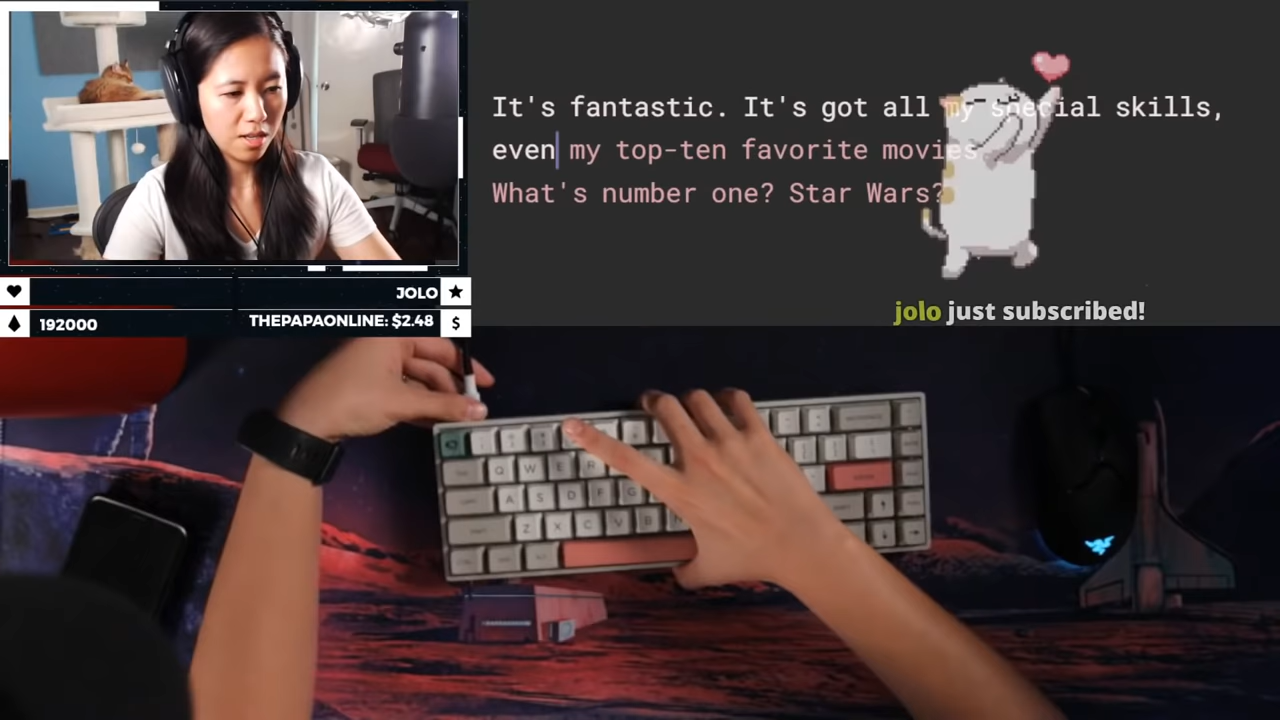 It's fantastic. It's got all my special skills,
even my top-ten favorite movies
What's number one? Star Wars?
jolo just subscribed!
JOLO
192000
THEPAPAONLINE: $2.48
$
Q W E R
A S D F G
Z X C V B N